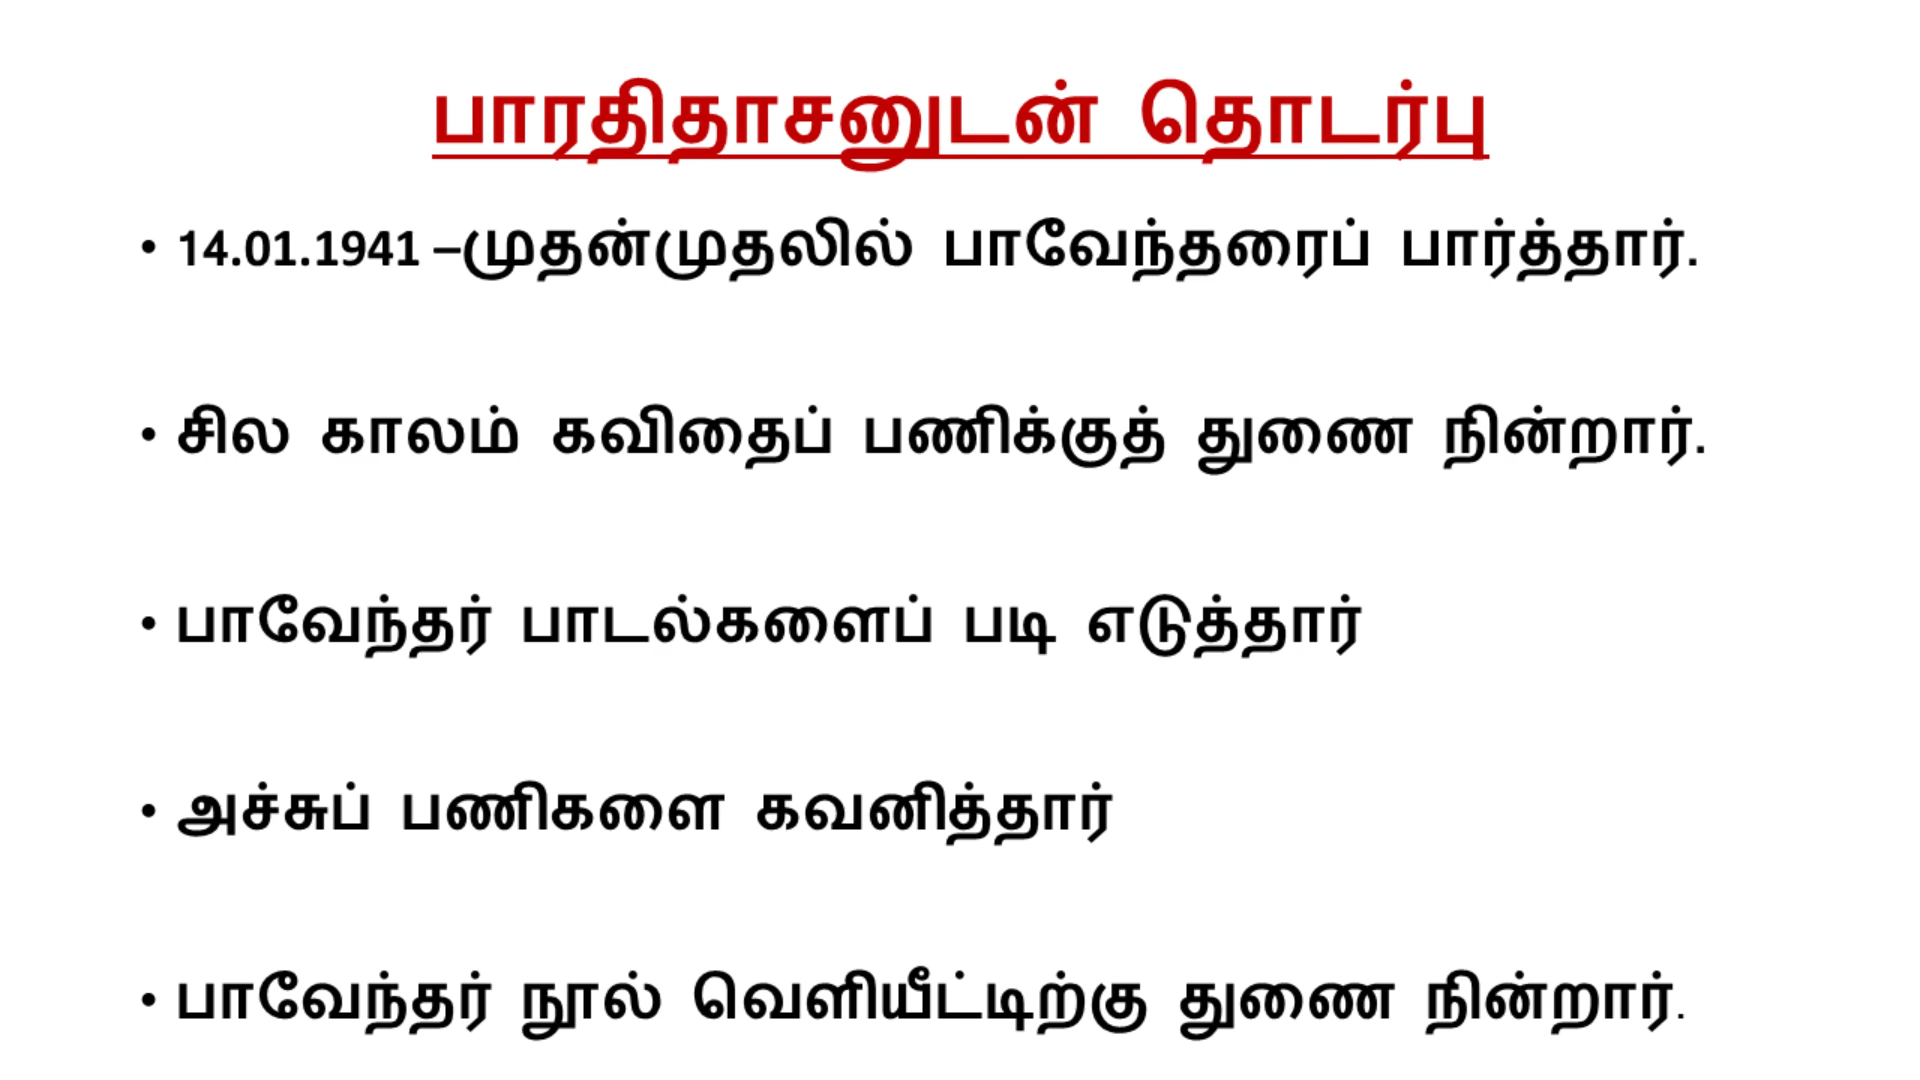 பாரதிதாசனுடன் தொடர்பு
• 14.01.1941 –முதன்முதலில் பாவேந்தரைப் பார்த்தார்.
• சில காலம் கவிதைப் பணிக்குத் துணை நின்றார்.
• பாவேந்தர் பாடல்களைப் படி எடுத்தார்
• அச்சுப் பணிகளை கவனித்தார்
• பாவேந்தர் நூல் வெளியீட்டிற்கு துணை நின்றார்.